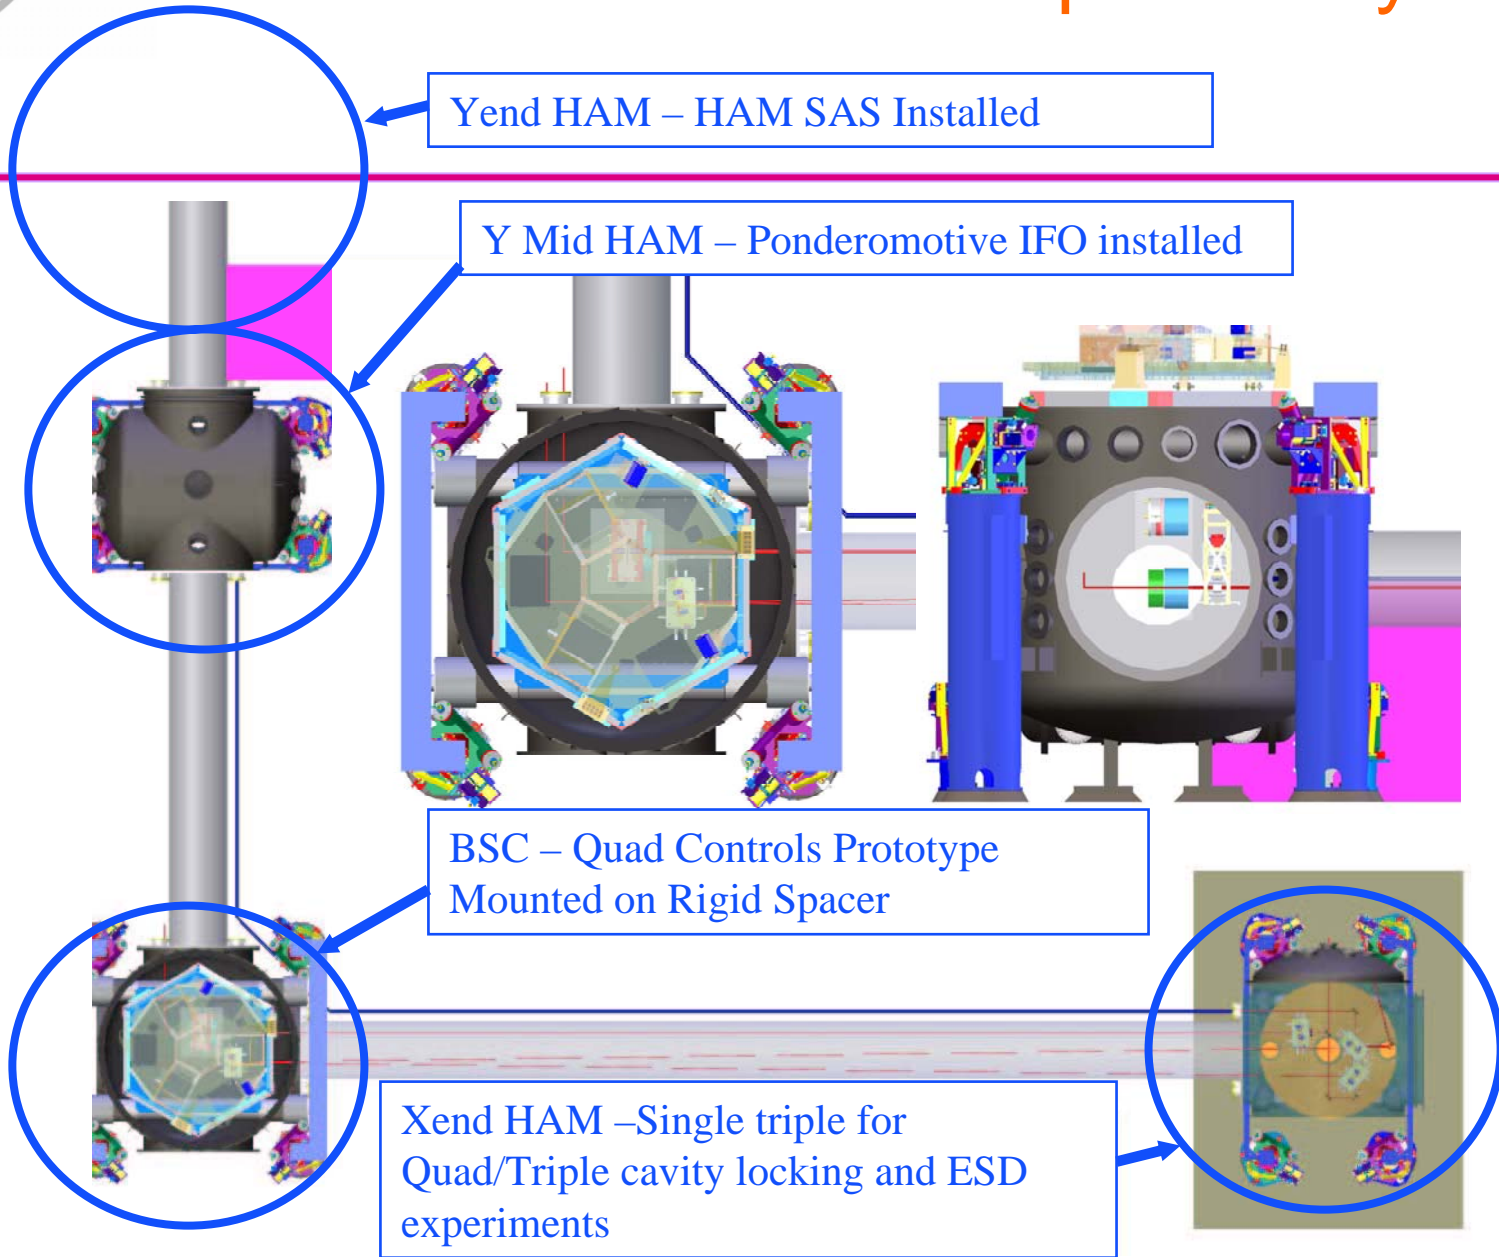 Yend HAM – HAM SAS Installed
Y Mid HAM – Ponderomotive IFO installed
BSC – Quad Controls Prototype
Mounted on Rigid Spacer
Xend HAM –Single triple for
Quad/Triple cavity locking and ESD
experiments